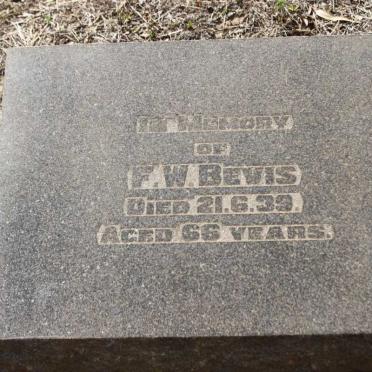 IN MEMORY
OF
F.W. BEVIS
DIED 21.6.39.
AGED 66 YEARS.